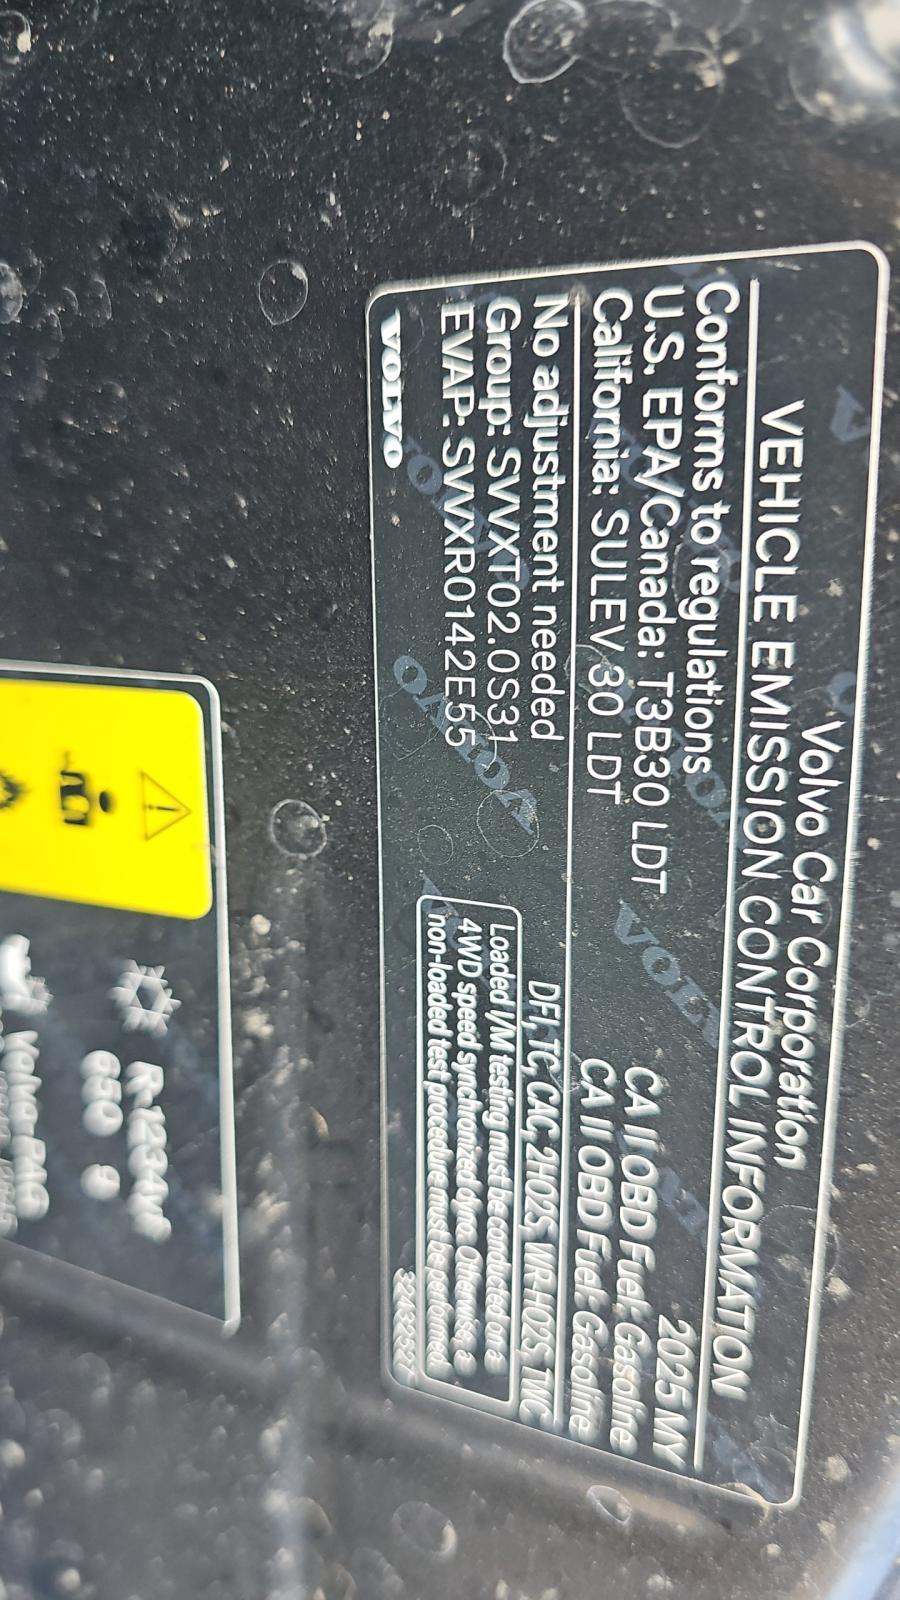 Volvo Car Corporation
VEHICLE EMISSION CONTROL INFORMATION
Conforms to regulations 2025 MY
U.S. EPA/Canada: T3B30 LDT CA II OBD Fuel: Gasoline
California: SULEV 30 LDT CA II OBD Fuel: Gasoline
No adjustment needed DFI, TC, CAC, 2HO2S, WR-HO2S, TWC
Group: SVVXT02.0S31
EVAP: SVVXR0142E55
Loaded I/M testing must be conducted on a
4WD speed synchronized dyno. Otherwise, a
non-loaded test procedure must be performed.
VOLVO
R-1234yf